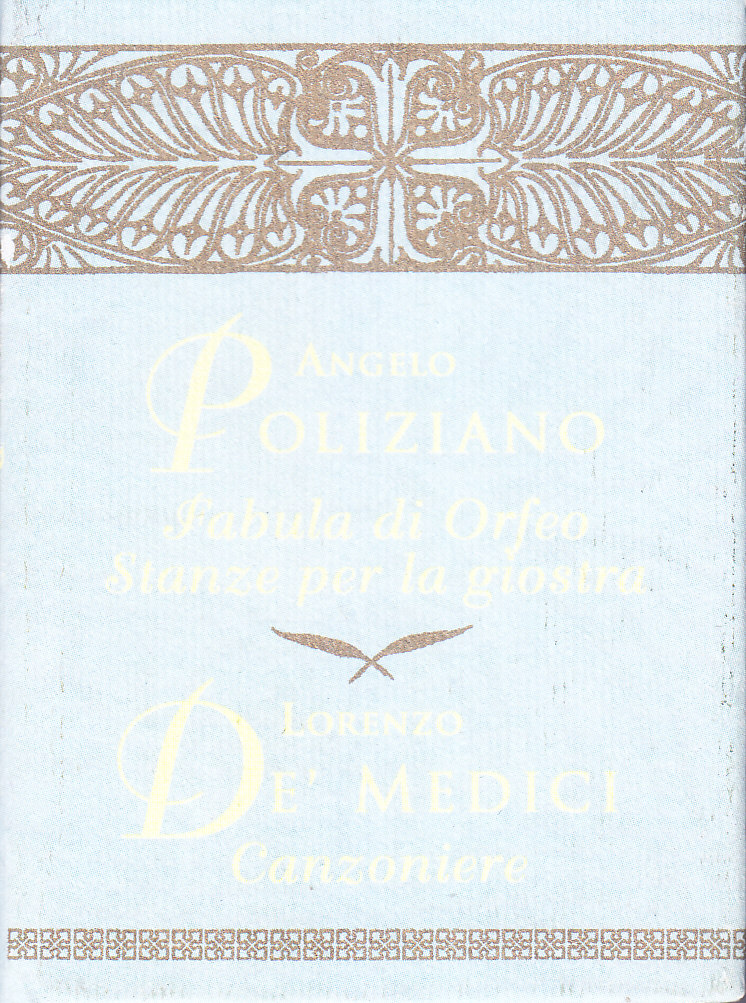 ANGELO
POLIZIANO
Fabula di Orfeo
Stanze per la giostra
LORENZO
DE' MEDICI
Canzoniere